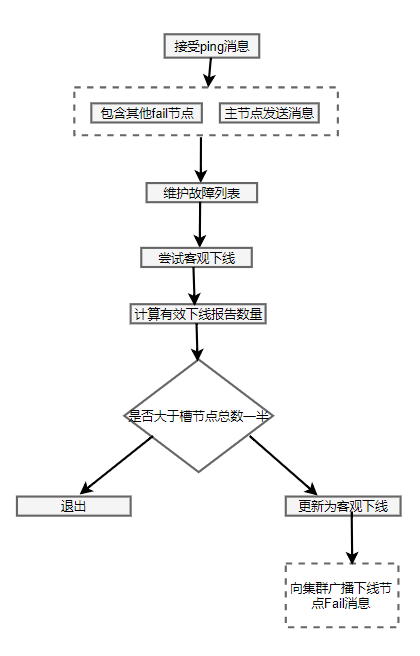 接受ping消息
包含其他fail节点
主节点发送消息
维护故障列表
尝试客观下线
计算有效下线报告数量
是否大于槽节点总数一半
退出
更新为客观下线
向集群广播下线节
点Fail消息